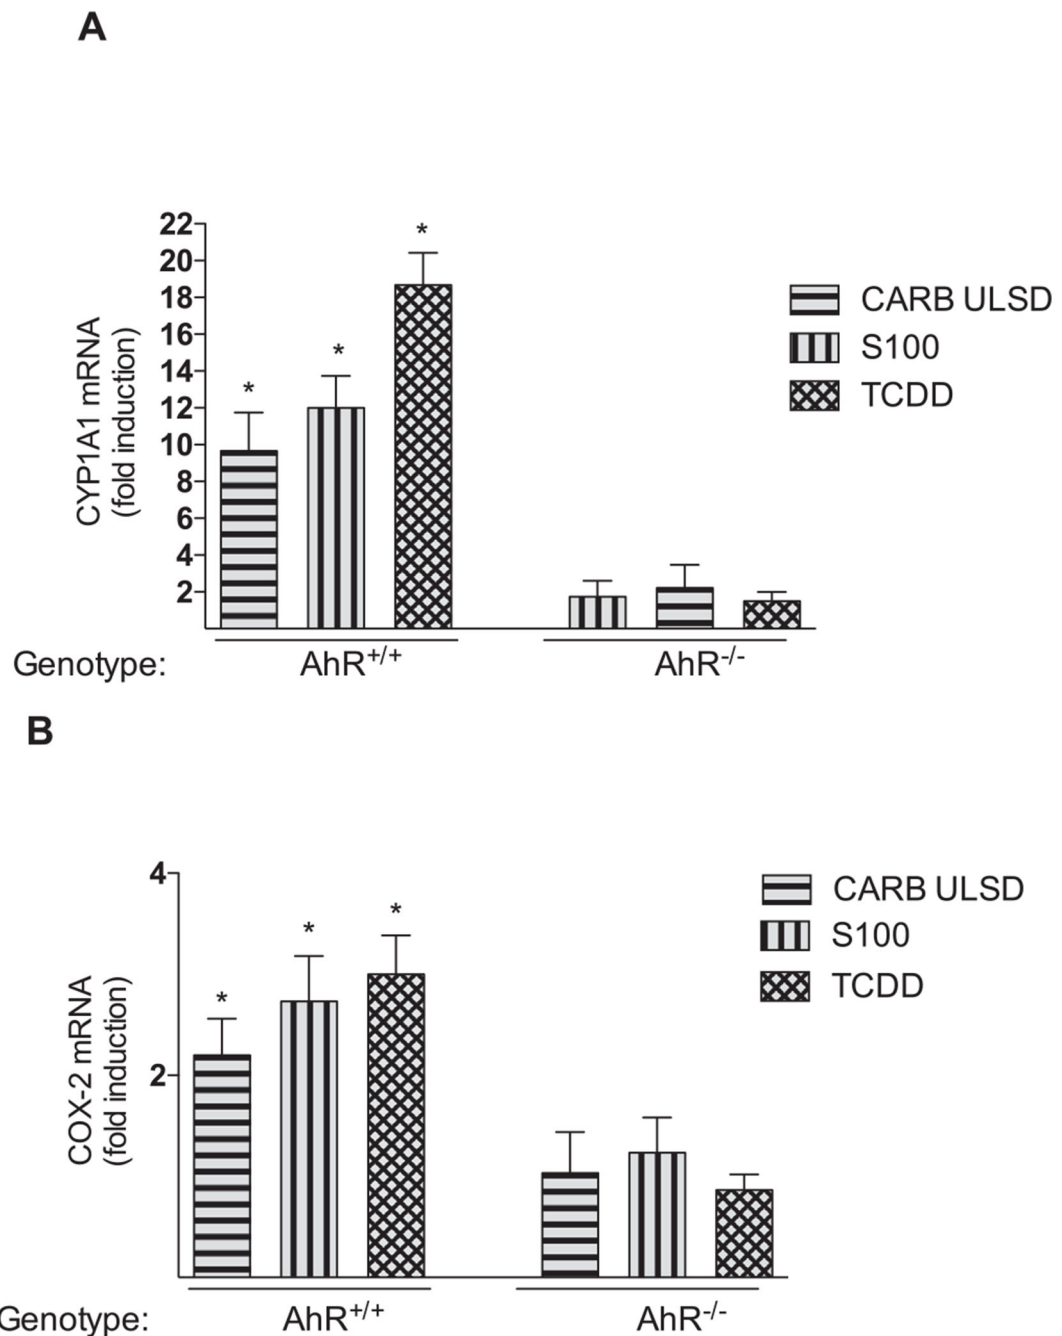 A
22
20
18
16
14
12
10
8
6
4
2
CYP1A1 mRNA
(fold induction)
*
*
*
CARB ULSD
S100
TCDD
Genotype:
AhR+/+
AhR-/-
B
4
2
COX-2 mRNA
(fold induction)
*
*
*
CARB ULSD
S100
TCDD
Genotype:
AhR+/+
AhR-/-